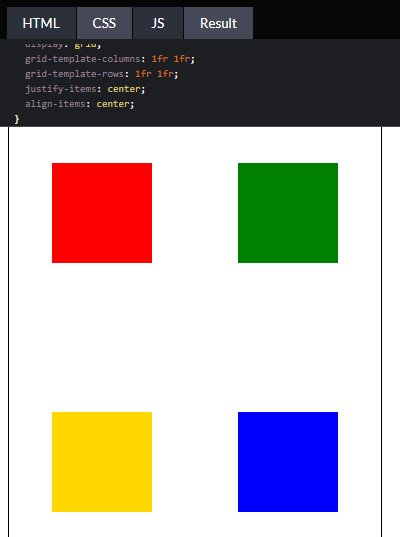 HTML CSS JS Result
display: grid;
grid-template-columns: 1fr 1fr;
grid-template-rows: 1fr 1fr;
justify-items: center;
align-items: center;
}